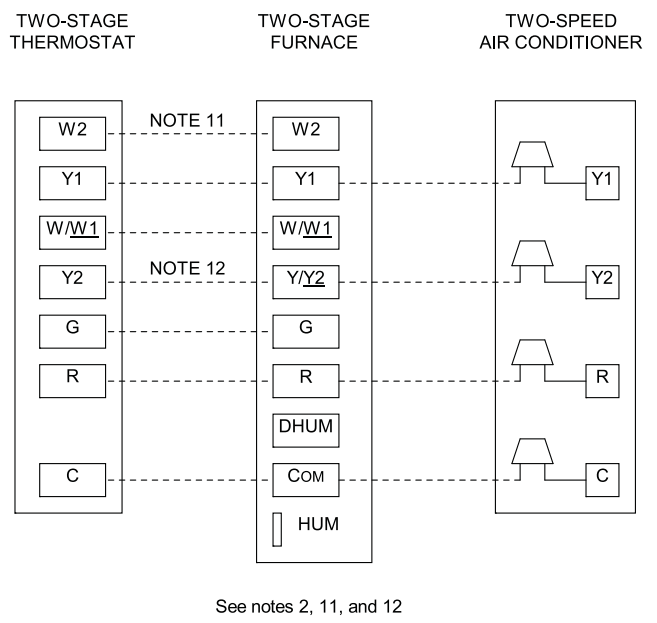 TWO-STAGE THERMOSTAT
TWO-STAGE FURNACE
TWO-SPEED AIR CONDITIONER
W2 NOTE 11 W2
Y1 Y1 Y1
W/W1 W/W1
Y2 NOTE 12 Y/Y2 Y2
G G
R R R
DHUM
C COM C
HUM
See notes 2, 11, and 12